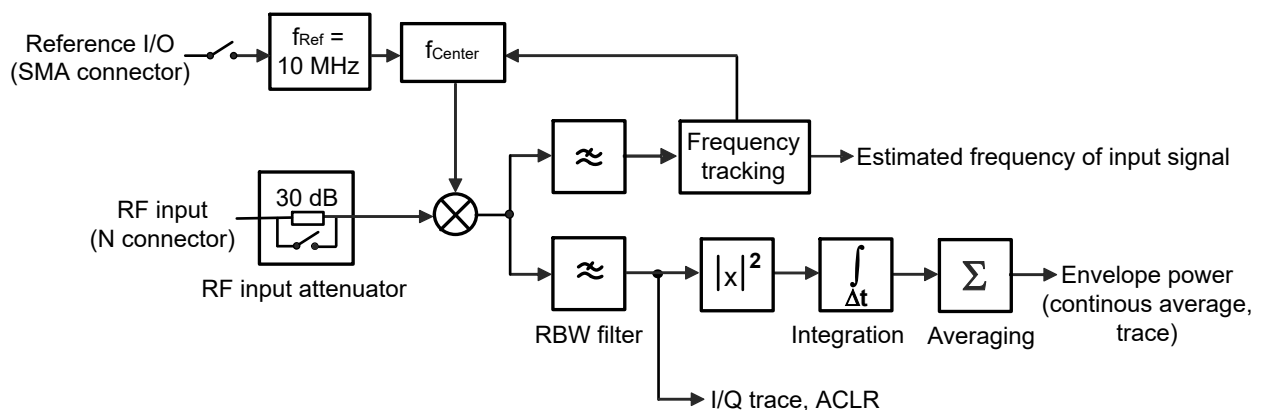 Reference I/O
(SMA connector)
fRef =
10 MHz
fCenter
Frequency
tracking
Estimated frequency of input signal
30 dB
RF input
(N connector)
RF input attenuator
≈
≈
RBW filter
|x|²
∫
Δt
Integration
Σ
Averaging
Envelope power
(continous average,
trace)
I/Q trace, ACLR